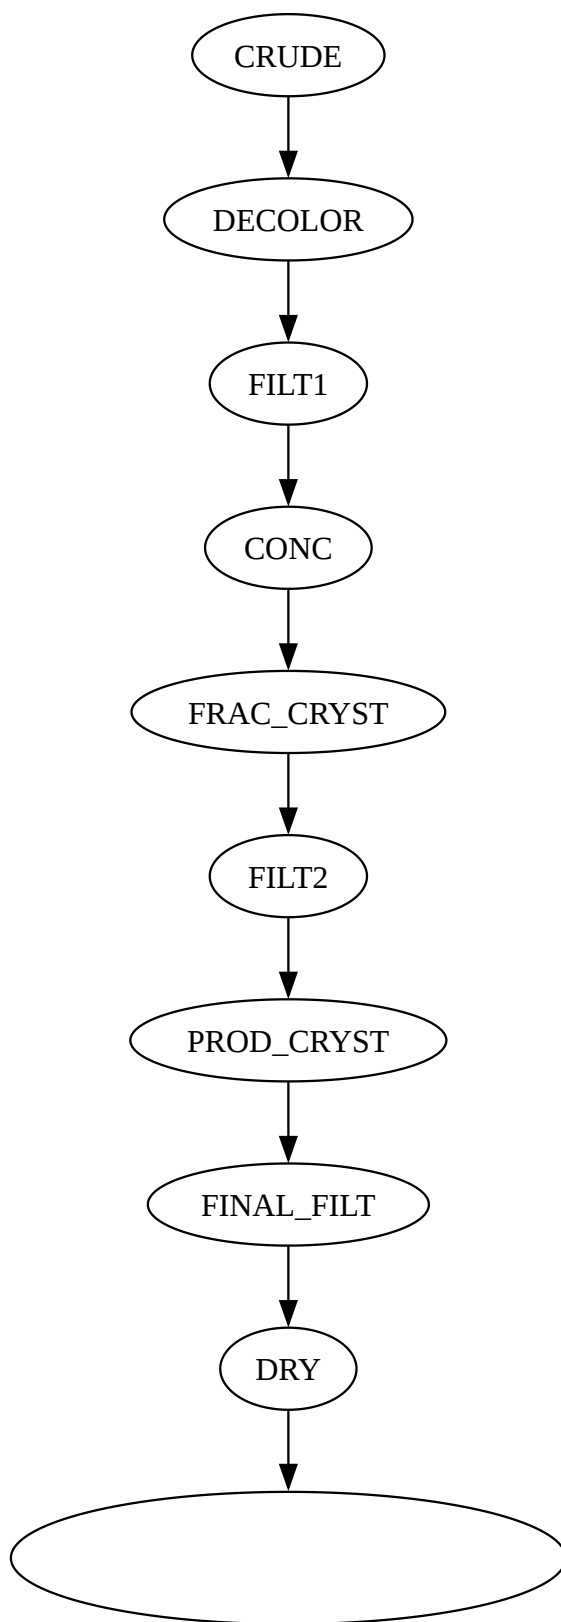 CRUDE
DECOLOR
FILT1
CONC
FRAC_CRYST
FILT2
PROD_CRYST
FINAL_FILT
DRY